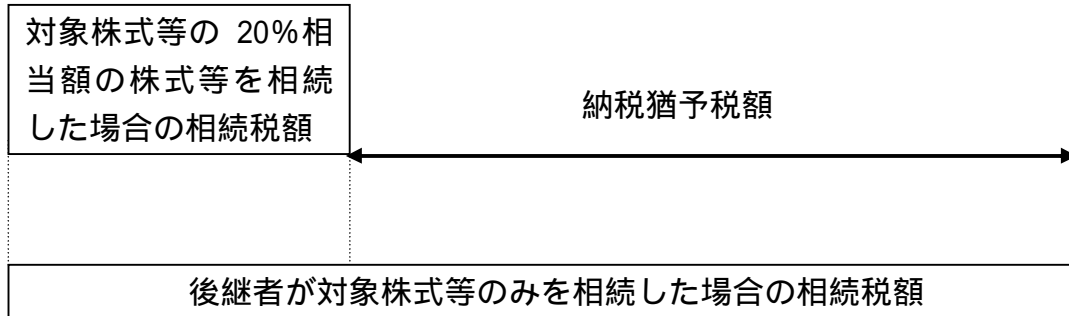 対象株式等の 20%相
当額の株式等を相続
した場合の相続税額
納税猶予税額
後継者が対象株式等のみを相続した場合の相続税額